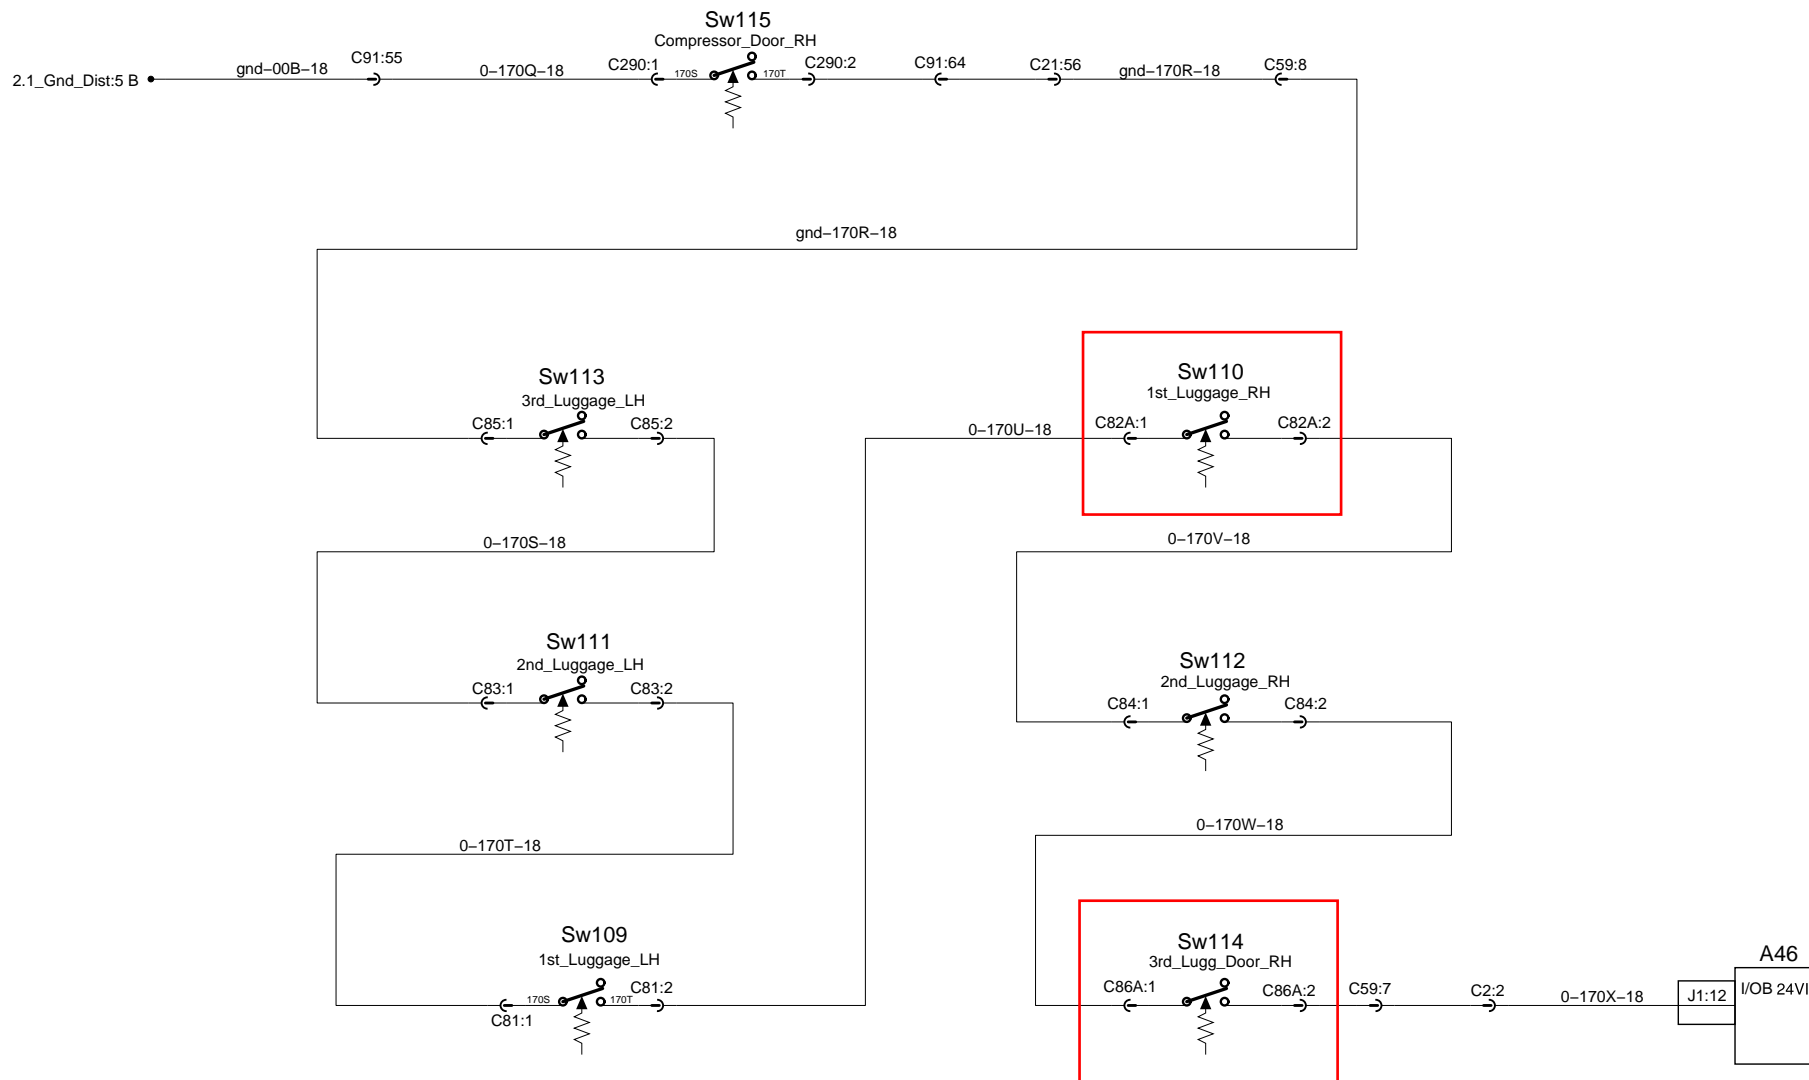 Sw115
Compressor_Door_RH
2.1_Gnd_Dist:5 B
gnd–00B–18
C91:55
0–170Q–18
C290:1
170S
170T
C290:2
C91:64
C21:56
gnd–170R–18
C59:8
gnd–170R–18
Sw113
3rd_Luggage_LH
C85:1
C85:2
Sw110
1st_Luggage_RH
0–170U–18
C82A:1
C82A:2
0–170S–18
0–170V–18
Sw111
2nd_Luggage_LH
C83:1
C83:2
Sw112
2nd_Luggage_RH
C84:1
C84:2
0–170T–18
0–170W–18
Sw109
1st_Luggage_LH
C81:1
170S
170T
C81:2
Sw114
3rd_Lugg_Door_RH
C86A:1
C86A:2
C59:7
C2:2
0–170X–18
A46
J1:12
I/OB 24VI